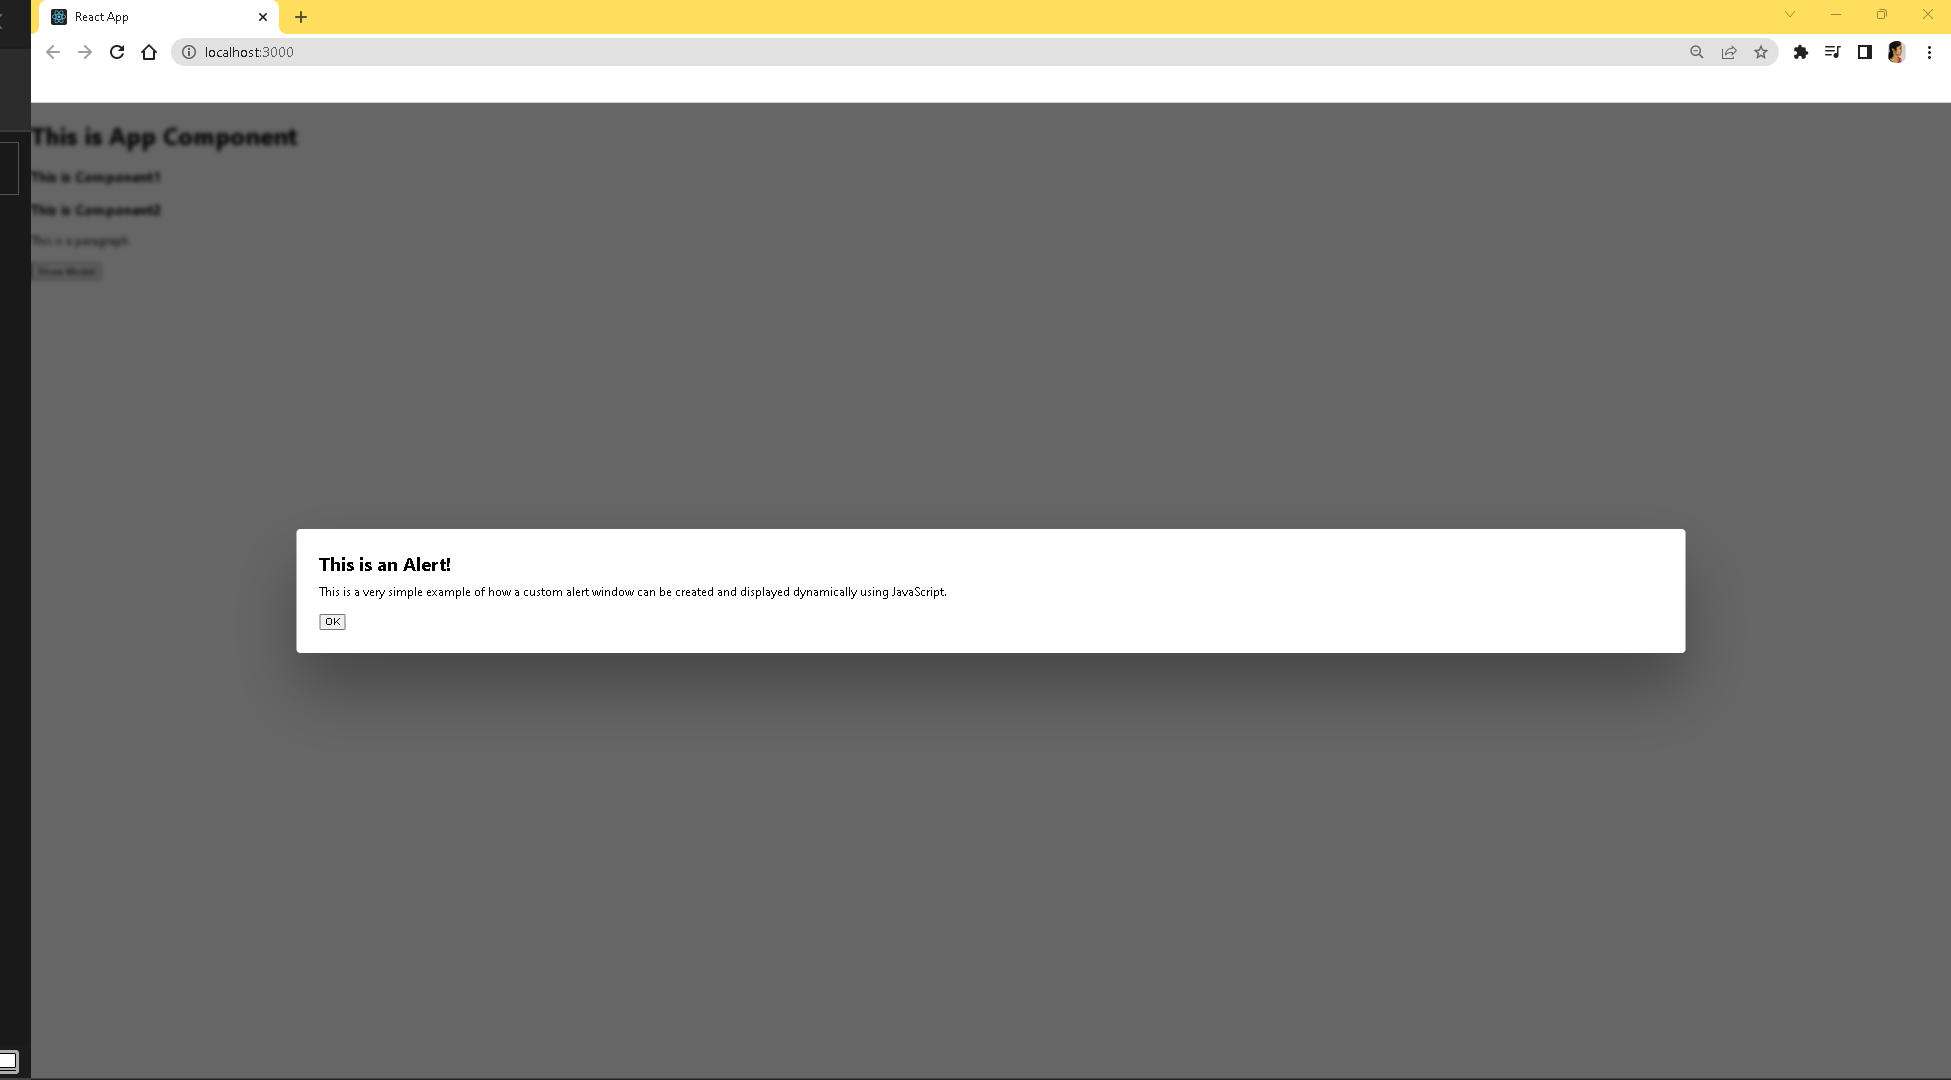 React App
localhost:3000
This is App Component
This is Component1
This is Component2
This is a paragraph
Show Modal
This is an Alert!
This is a very simple example of how a custom alert window can be created and displayed dynamically using JavaScript.
OK